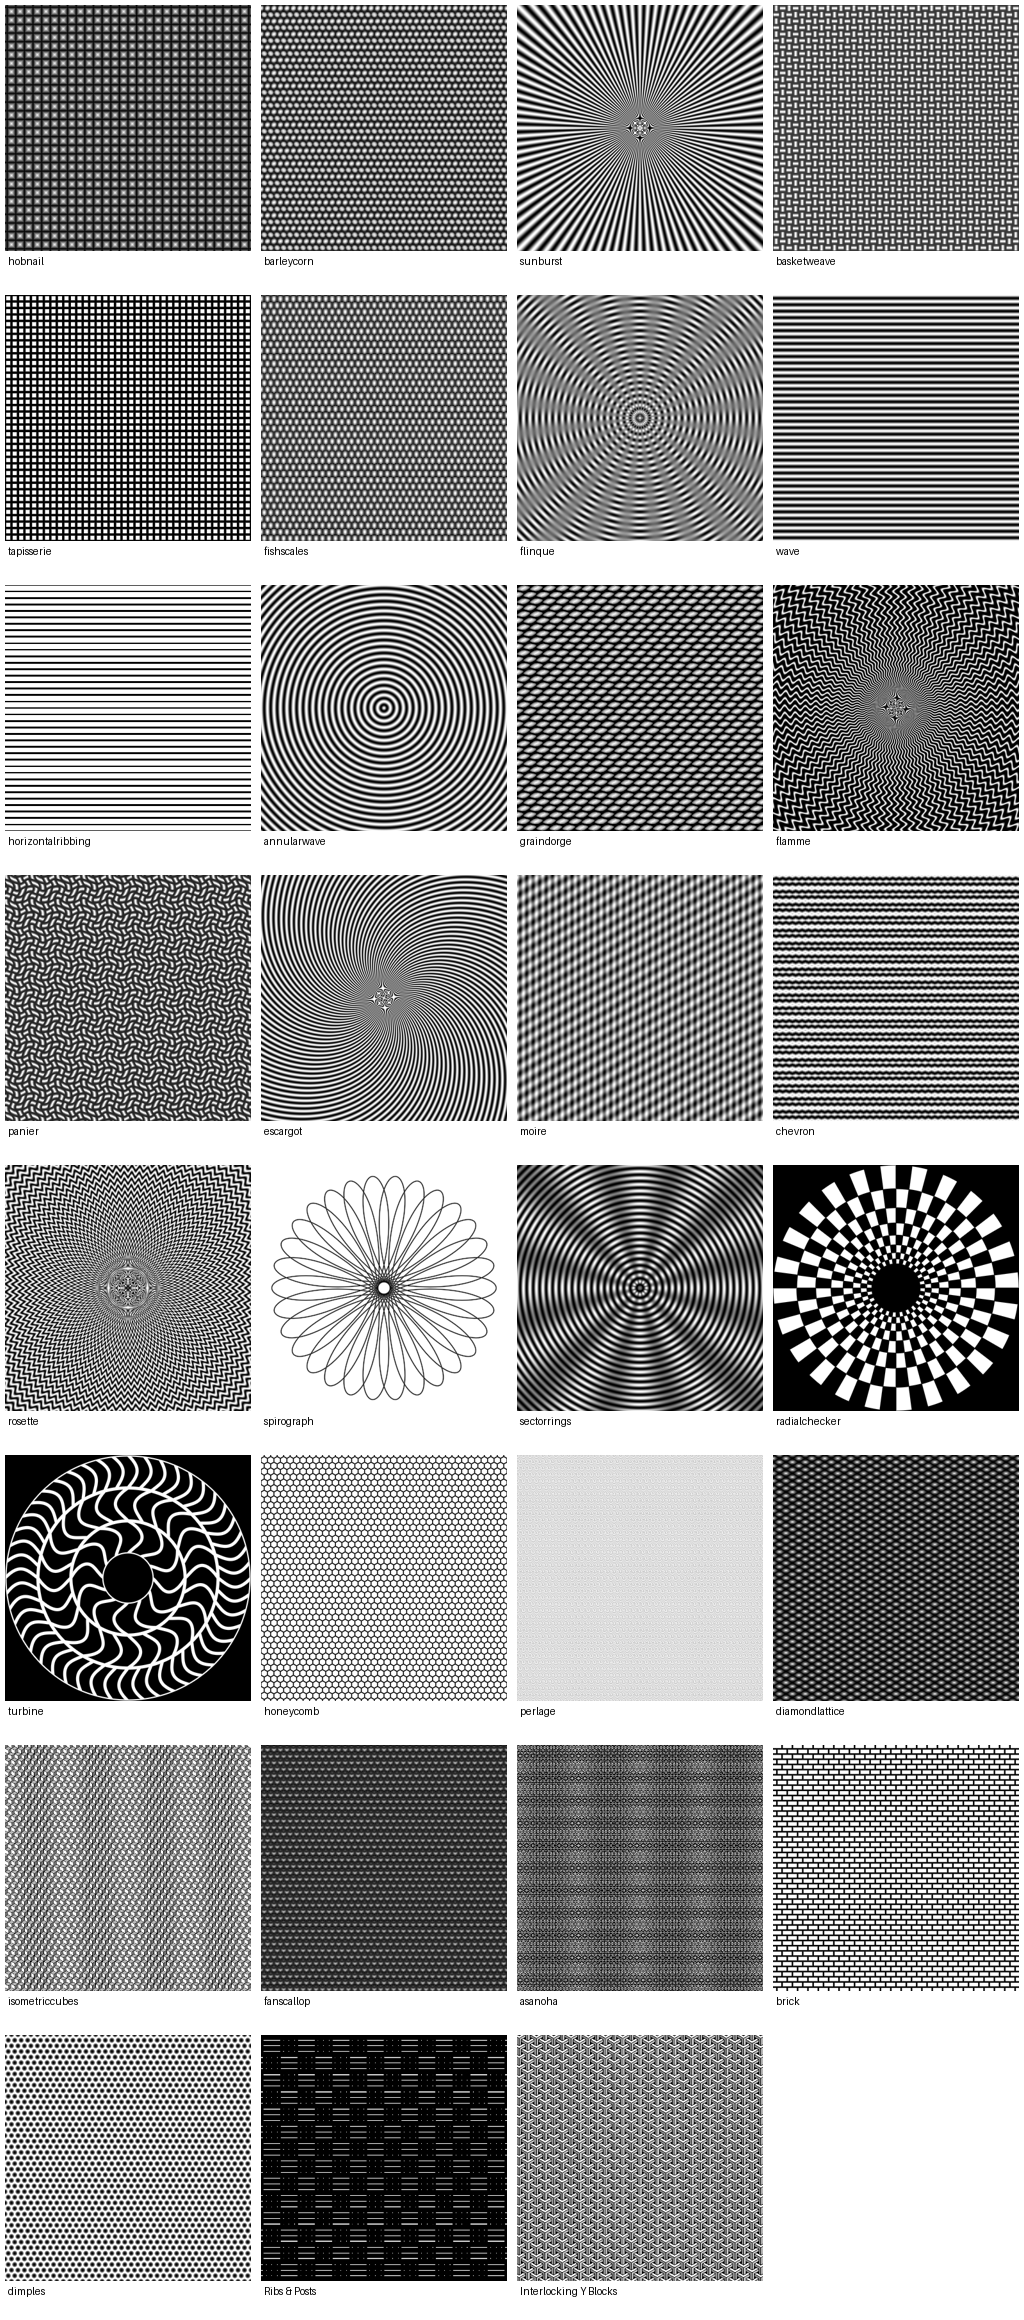 hobnail
barleycorn
sunburst
basketweave
tapisserie
fishscales
flinque
wave
horizontalribbing
annularwave
graindorge
flamme
panier
escargot
moire
chevron
rosette
spirograph
sectorrings
radialchecker
turbine
honeycomb
perlage
diamondlattice
isometriccubes
fanscallop
asanoha
brick
dimples
Ribs & Posts
Interlocking Y Blocks